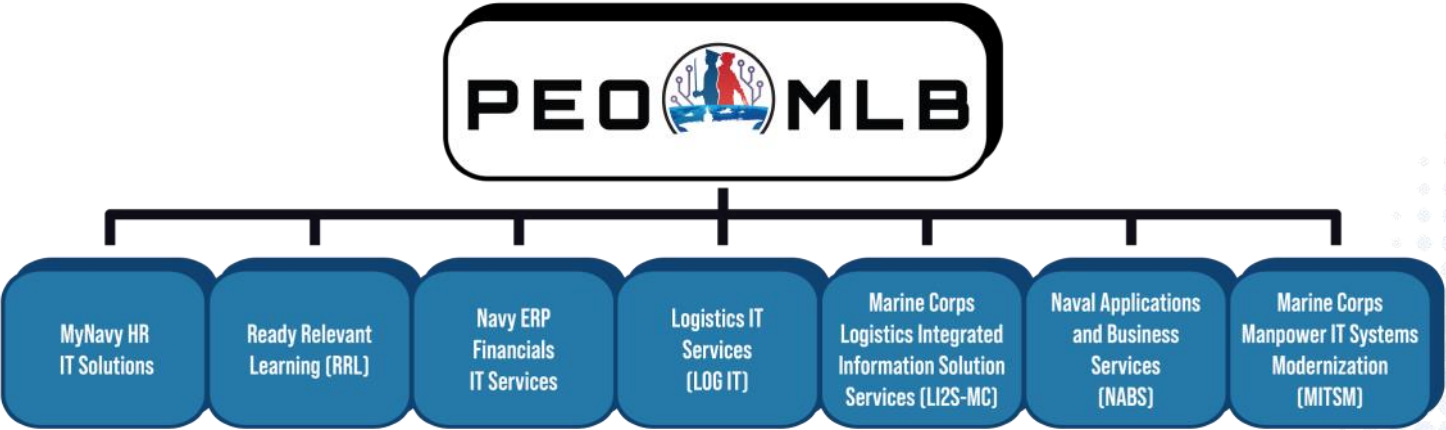 PEO MLB
MyNavy HR
IT Solutions
Ready Relevant
Learning (RRL)
Navy ERP
Financials
IT Services
Logistics IT
Services
(LOG IT)
Marine Corps
Logistics Integrated
Information Solution
Services (LI2S-MC)
Naval Applications
and Business
Services
(NABS)
Marine Corps
Manpower IT Systems
Modernization
(MITSM)